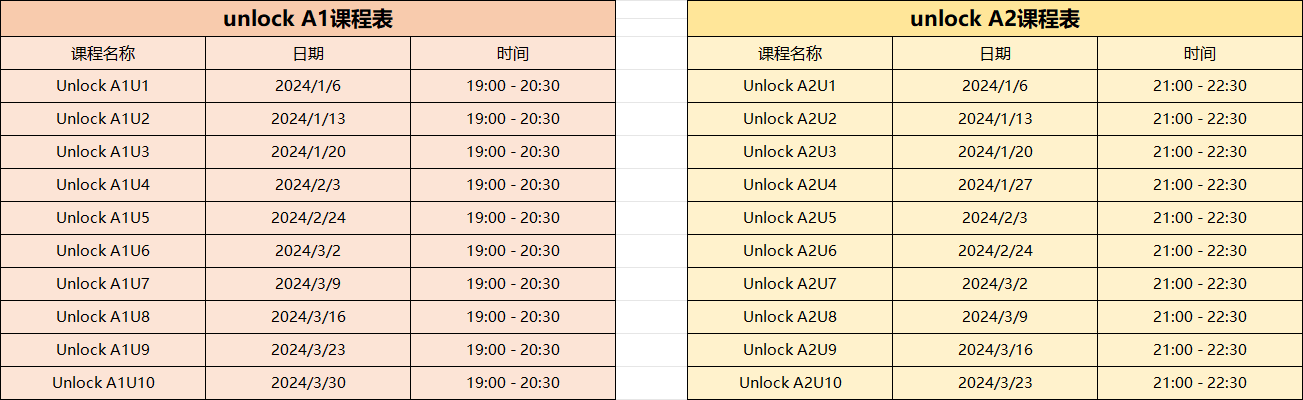 unlock A1课程表
课程名称 日期 时间
Unlock A1U1 2024/1/6 19:00 - 20:30
Unlock A1U2 2024/1/13 19:00 - 20:30
Unlock A1U3 2024/1/20 19:00 - 20:30
Unlock A1U4 2024/2/3 19:00 - 20:30
Unlock A1U5 2024/2/24 19:00 - 20:30
Unlock A1U6 2024/3/2 19:00 - 20:30
Unlock A1U7 2024/3/9 19:00 - 20:30
Unlock A1U8 2024/3/16 19:00 - 20:30
Unlock A1U9 2024/3/23 19:00 - 20:30
Unlock A1U10 2024/3/30 19:00 - 20:30
unlock A2课程表
课程名称 日期 时间
Unlock A2U1 2024/1/6 21:00 - 22:30
Unlock A2U2 2024/1/13 21:00 - 22:30
Unlock A2U3 2024/1/20 21:00 - 22:30
Unlock A2U4 2024/1/27 21:00 - 22:30
Unlock A2U5 2024/2/3 21:00 - 22:30
Unlock A2U6 2024/2/24 21:00 - 22:30
Unlock A2U7 2024/3/2 21:00 - 22:30
Unlock A2U8 2024/3/9 21:00 - 22:30
Unlock A2U9 2024/3/16 21:00 - 22:30
Unlock A2U10 2024/3/23 21:00 - 22:30